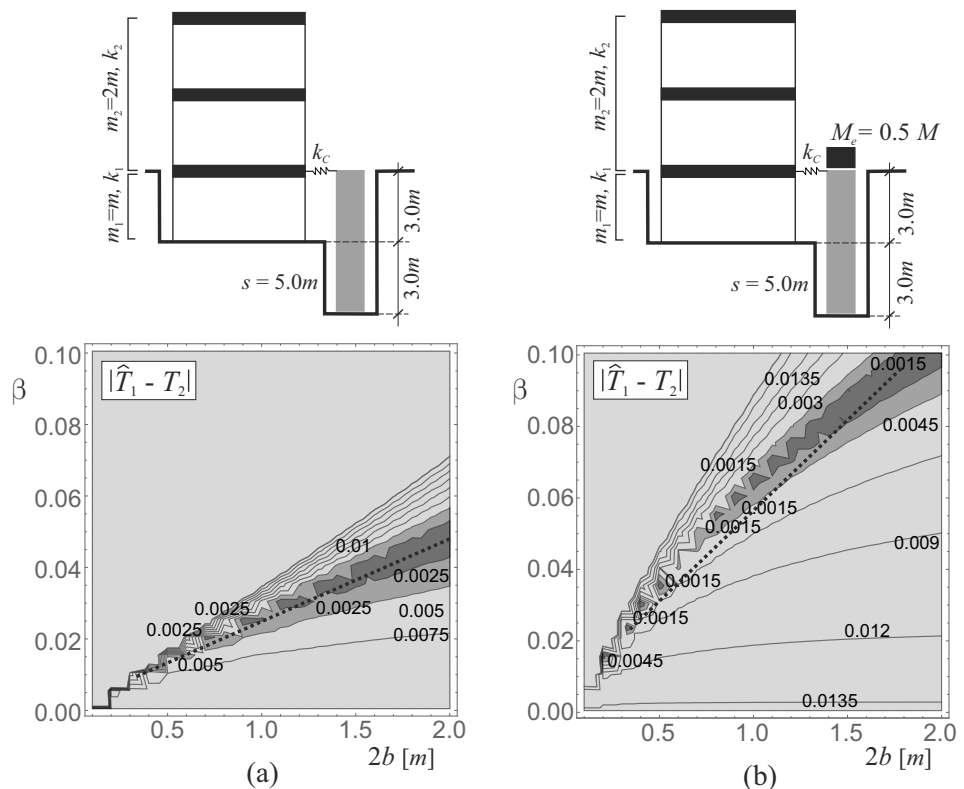 m₂=2m, k₂
m₁=m, k₁
k_C
s = 5.0m
3.0m
3.0m
m₂=2m, k₂
m₁=m, k₁
M_e = 0.5 M
k_C
s = 5.0m
3.0m
3.0m
β
0.10
0.08
0.06
0.04
0.02
0.00
|T̂₁ - T₂|
0.01
0.0025
0.0025
0.0025
0.0025
0.005
0.005
0.0075
0.5
1.0
1.5
2.0
2b [m]
(a)
β
0.10
0.08
0.06
0.04
0.02
0.00
|T̂₁ - T₂|
0.0015
0.0135
0.003
0.0045
0.0015
0.0015
0.0015
0.009
0.0015
0.0015
0.012
0.0045
0.0135
0.5
1.0
1.5
2.0
2b [m]
(b)